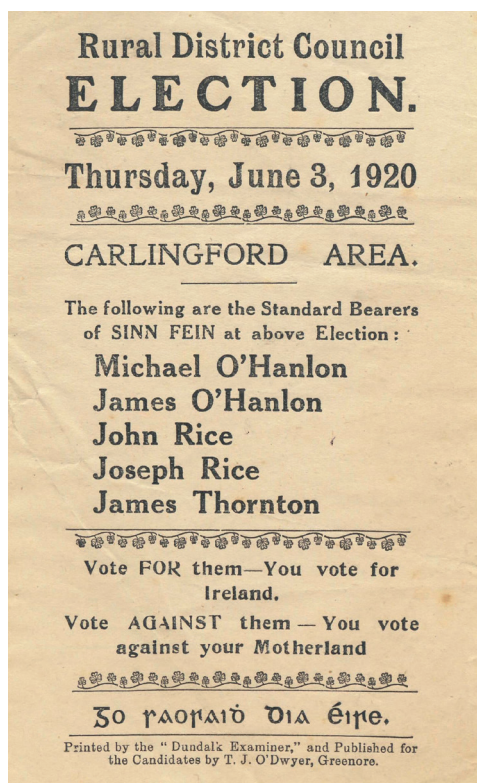 Rural District Council
ELECTION.
Thursday, June 3, 1920
CARLINGFORD AREA.
The following are the Standard Bearers
of SINN FEIN at above Election:
Michael O'Hanlon
James O'Hanlon
John Rice
Joseph Rice
James Thornton
Vote FOR them—You vote for
Ireland.
Vote AGAINST them — You vote
against your Motherland
Go saoraiḋ Dia Éire.
Printed by the "Dundalk Examiner," and Published for
the Candidates by T. J. O'Dwyer, Greenore.